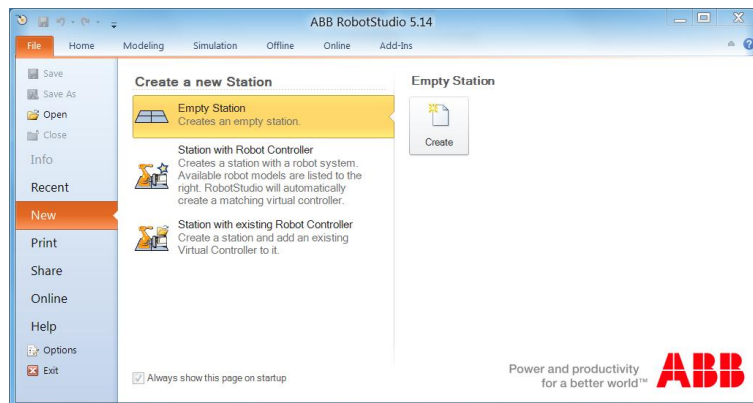 ABB RobotStudio 5.14
File Home Modeling Simulation Offline Online Add-Ins
Save
Save As
Open
Close
Info
Recent
New
Print
Share
Online
Help
Options
Exit
Create a new Station
Empty Station
Creates an empty station.
Station with Robot Controller
Creates a station with a robot system.
Available robot models are listed to the
right. RobotStudio will automatically
create a matching virtual controller.
Station with existing Robot Controller
Create a station and add an existing
Virtual Controller to it.
Always show this page on startup
Empty Station
Create
Power and productivity
for a better world™
ABB